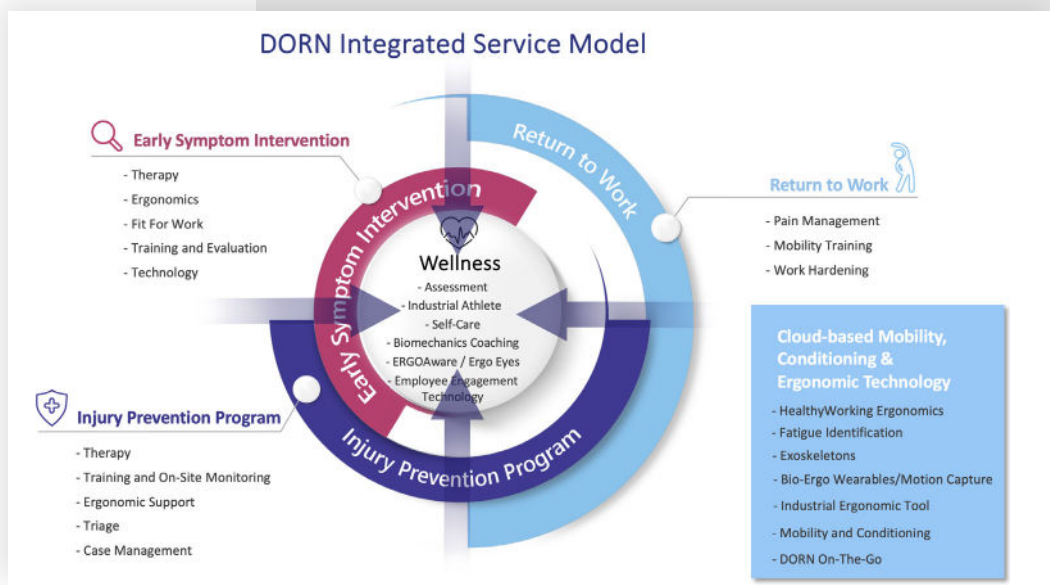 DORN Integrated Service Model
Early Symptom Intervention
- Therapy
- Ergonomics
- Fit For Work
- Training and Evaluation
- Technology
Injury Prevention Program
- Therapy
- Training and On-Site Monitoring
- Ergonomic Support
- Triage
- Case Management
Early Symptom Intervention
Return to Work
Injury Prevention Program
Wellness
- Assessment
- Industrial Athlete
- Self-Care
- Biomechanics Coaching
- ERGOAware / Ergo Eyes
- Employee Engagement
Technology
Return to Work
- Pain Management
- Mobility Training
- Work Hardening
Cloud-based Mobility,
Conditioning &
Ergonomic Technology
- HealthyWorking Ergonomics
- Fatigue Identification
- Exoskeletons
- Bio-Ergo Wearables/Motion Capture
- Industrial Ergonomic Tool
- Mobility and Conditioning
- DORN On-The-Go